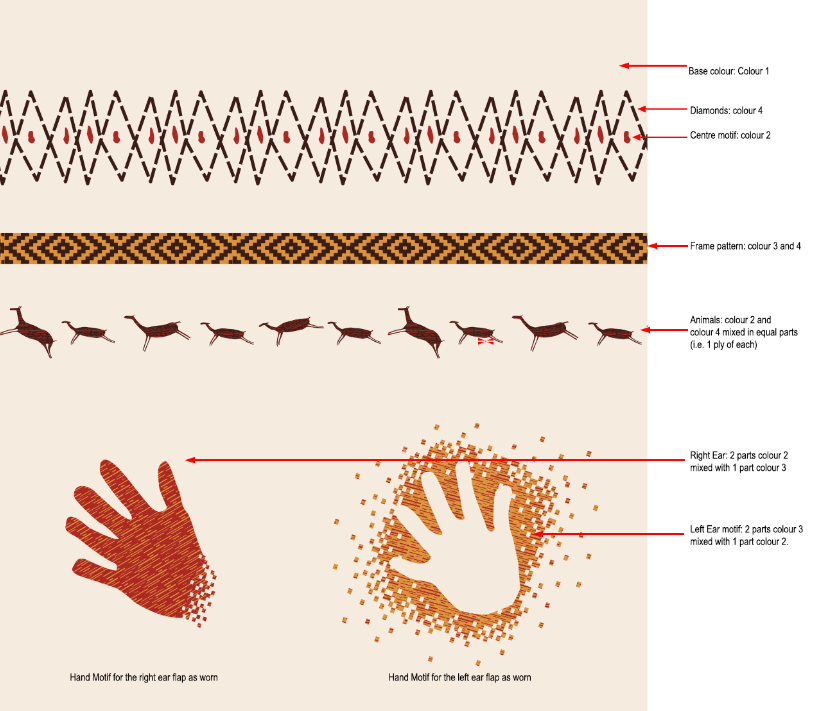 Base colour: Colour 1
Diamonds: colour 4
Centre motif: colour 2
Frame pattern: colour 3 and 4
Animals: colour 2 and
colour 4 mixed in equal parts
(i.e. 1 ply of each)
Right Ear: 2 parts colour 2
mixed with 1 part colour 3
Left Ear motif: 2 parts colour 3
mixed with 1 part colour 2.
Hand Motif for the right ear flap as worn
Hand Motif for the left ear flap as worn